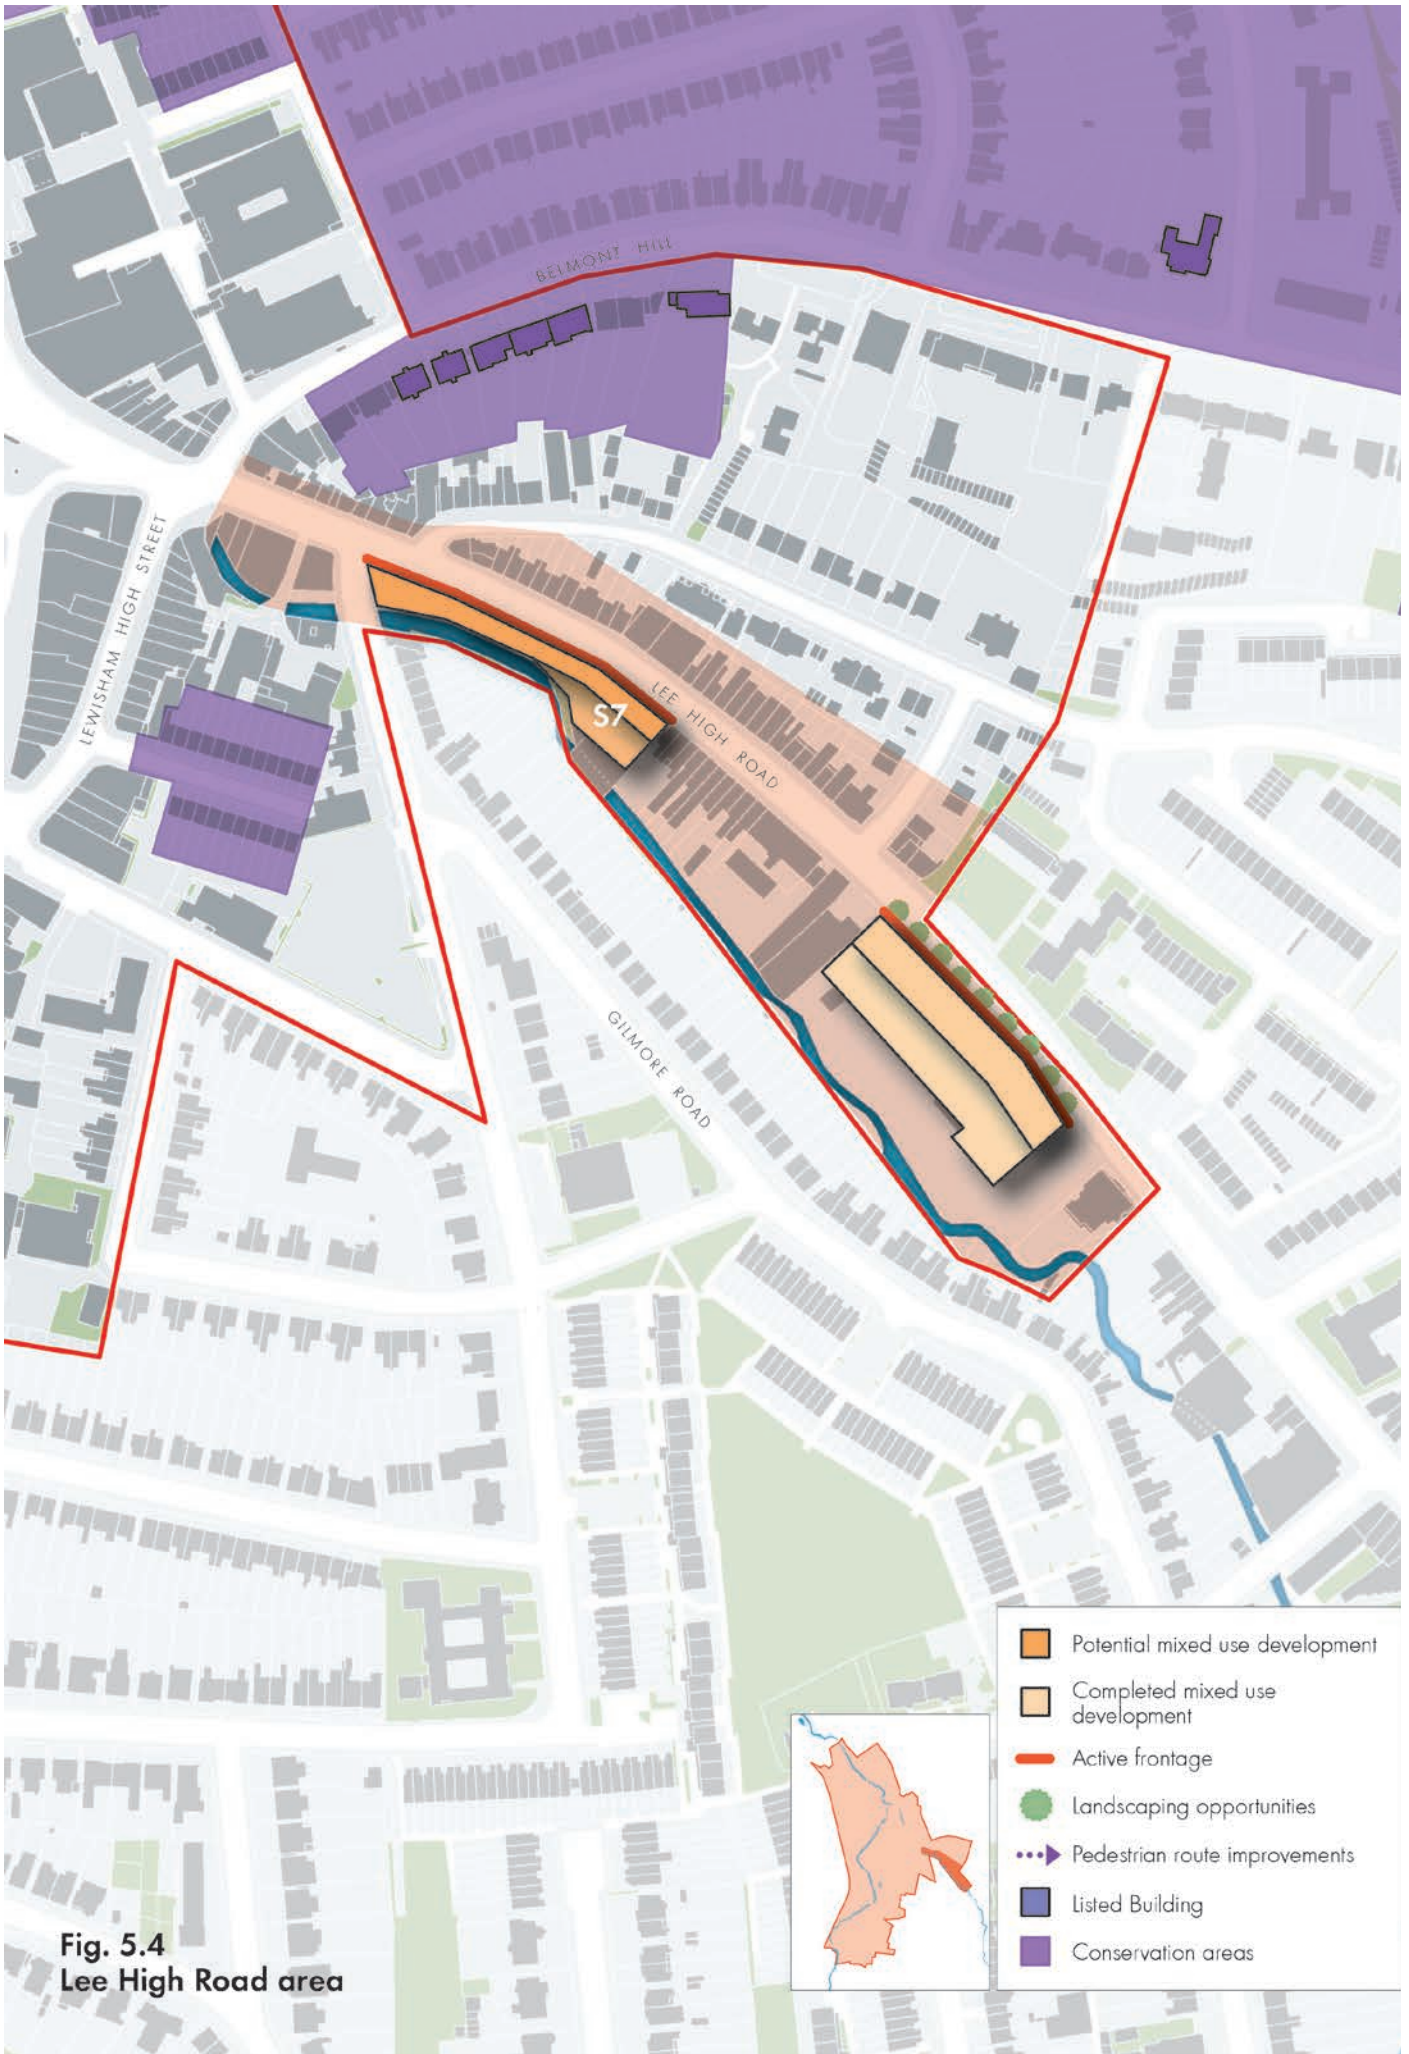 BELMONT HILL
LEWISHAM HIGH STREET
S7
LEE HIGH ROAD
GILMORE ROAD
Potential mixed use development
Completed mixed use
development
Active frontage
Landscaping opportunities
Pedestrian route improvements
Listed Building
Conservation areas
Fig. 5.4
Lee High Road area